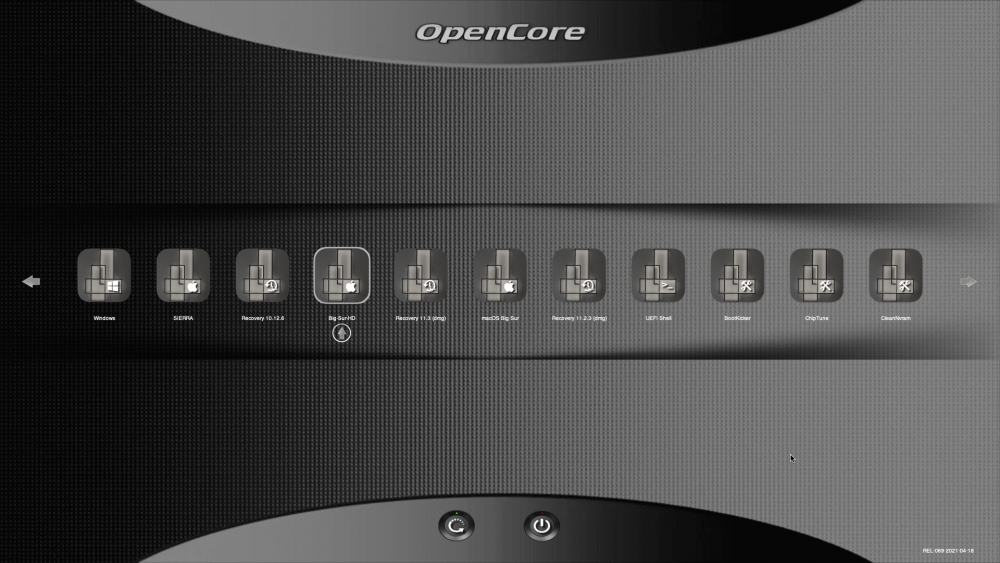 OpenCore
Windows
SIERRA
Recovery 10.12.6
Big-Sur-HD
Recovery 11.3 (dmg)
macOS Big Sur
Recovery 11.2.3 (dmg)
UEFI Shell
BootKicker
ChipTune
CleanNvram
REL-069-2021-04-18